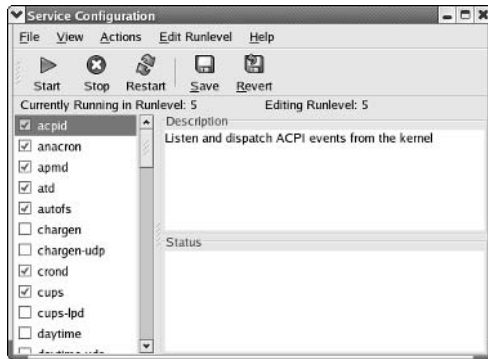 Service Configuration
File View Actions Edit Runlevel Help
Start Stop Restart Save Revert
Currently Running in Runlevel: 5 Editing Runlevel: 5
acpid
anacron
apmd
atd
autofs
chargen
chargen-udp
crond
cups
cups-lpd
daytime
Description
Listen and dispatch ACPI events from the kernel
Status